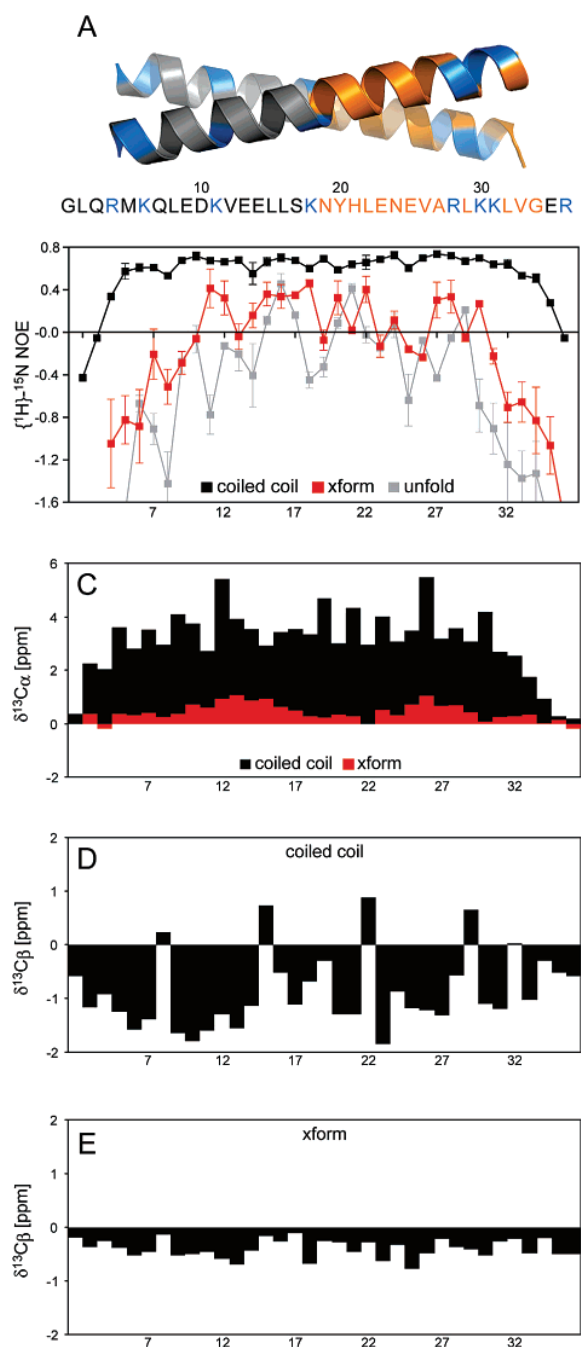 A
10 20 30
GLQRMKQLEDKVEELLSKNYHLENEVARLKKLVGER
0.8
0.4
-0.0
-0.4
-0.8
-1.2
-1.6
{¹H}-¹⁵N NOE
coiled coil xform unfold
7 12 17 22 27 32
C
6
4
2
0
-2
δ¹³Cα [ppm]
coiled coil xform
7 12 17 22 27 32
D
coiled coil
2
1
0
-1
-2
δ¹³Cβ [ppm]
7 12 17 22 27 32
E
xform
2
1
0
-1
-2
δ¹³Cβ [ppm]
7 12 17 22 27 32